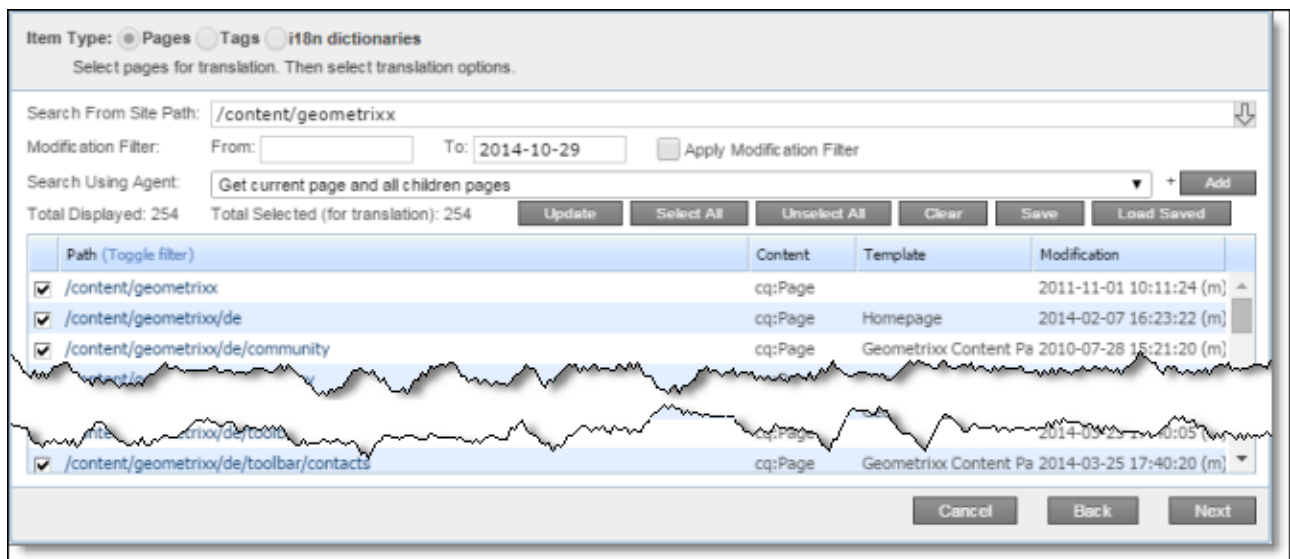 Item Type: Pages Tags i18n dictionaries
Select pages for translation. Then select translation options.
Search From Site Path: /content/geometrixx
Modification Filter: From: To: 2014-10-29 Apply Modification Filter
Search Using Agent: Get current page and all children pages + Add
Total Displayed: 254 Total Selected (for translation): 254 Update Select All Unselect All Clear Save Load Saved
Path (Toggle filter) Content Template Modification
/content/geometrixx cq:Page 2011-11-01 10:11:24 (m)
/content/geometrixx/de cq:Page Homepage 2014-02-07 16:23:22 (m)
/content/geometrixx/de/community cq:Page Geometrixx Content Pa 2010-07-28 15:21:20 (m)
/content/geometrixx/de/toolbar/contacts cq:Page Geometrixx Content Pa 2014-03-25 17:40:20 (m)
Cancel Back Next